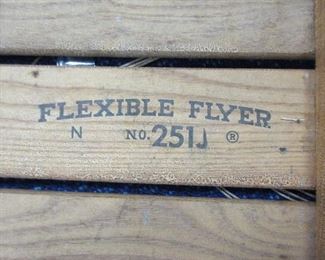 FLEXIBLE FLYER
N NO. 251J ®